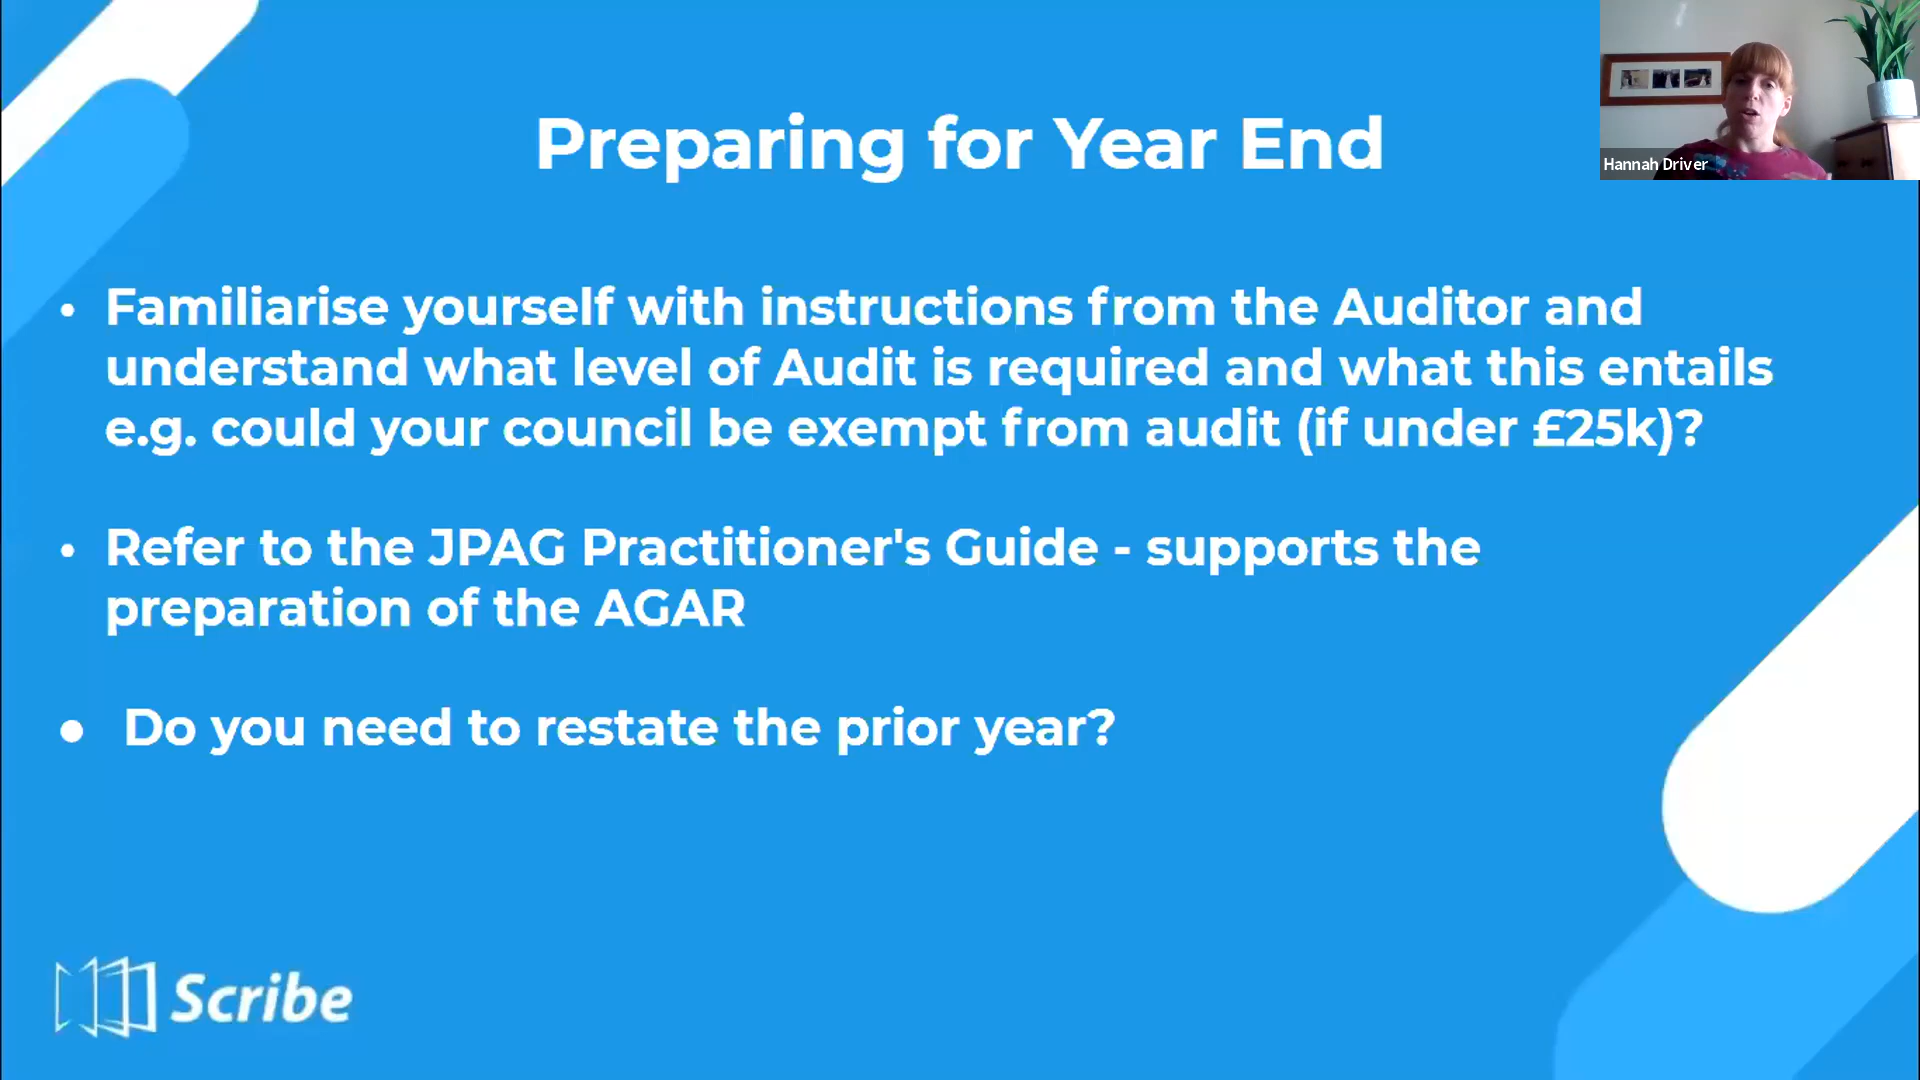 Preparing for Year End
Hannah Driver
• Familiarise yourself with instructions from the Auditor and
understand what level of Audit is required and what this entails
e.g. could your council be exempt from audit (if under £25k)?
• Refer to the JPAG Practitioner's Guide - supports the
preparation of the AGAR
• Do you need to restate the prior year?
Scribe